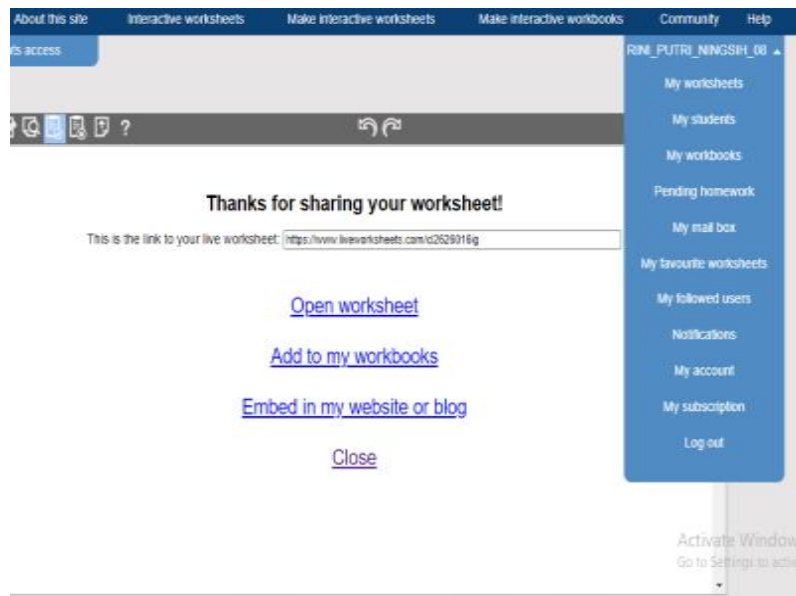 About this site Interactive worksheets Make interactive worksheets Make interactive workbooks Community Help
ts access
RINI_PUTRI_NINGSIH_08
My worksheets
My students
My workbooks
Pending homework
My mail box
My favourite worksheets
My followed users
Notifications
My account
My subscription
Log out
?
Thanks for sharing your worksheet!
This is the link to your live worksheet:
Open worksheet
Add to my workbooks
Embed in my website or blog
Close
Activate Window
Go to Settings to activ